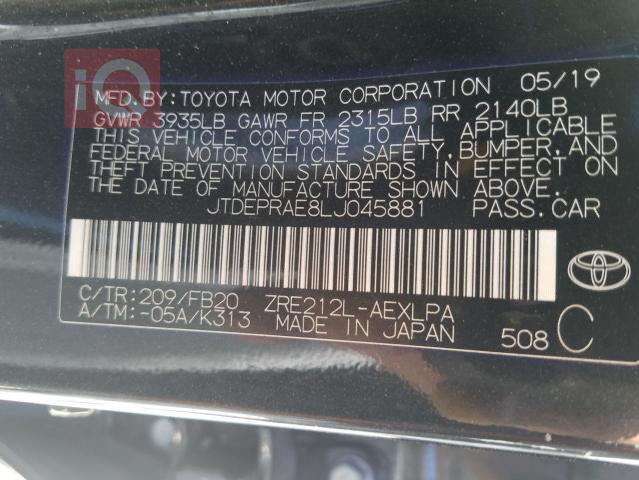 iQ
MFD.BY:TOYOTA MOTOR CORPORATION 05/19
GVWR 3935LB GAWR FR 2315LB RR 2140LB
THIS VEHICLE CONFORMS TO ALL APPLICABLE
FEDERAL MOTOR VEHICLE SAFETY,BUMPER,AND
THEFT PREVENTION STANDARDS IN EFFECT ON
THE DATE OF MANUFACTURE SHOWN ABOVE.
JTDEPRAE8LJ045881 PASS.CAR
C/TR:209/FB20 ZRE212L-AEXLPA
A/TM:-05A/K313 MADE IN JAPAN 508 C